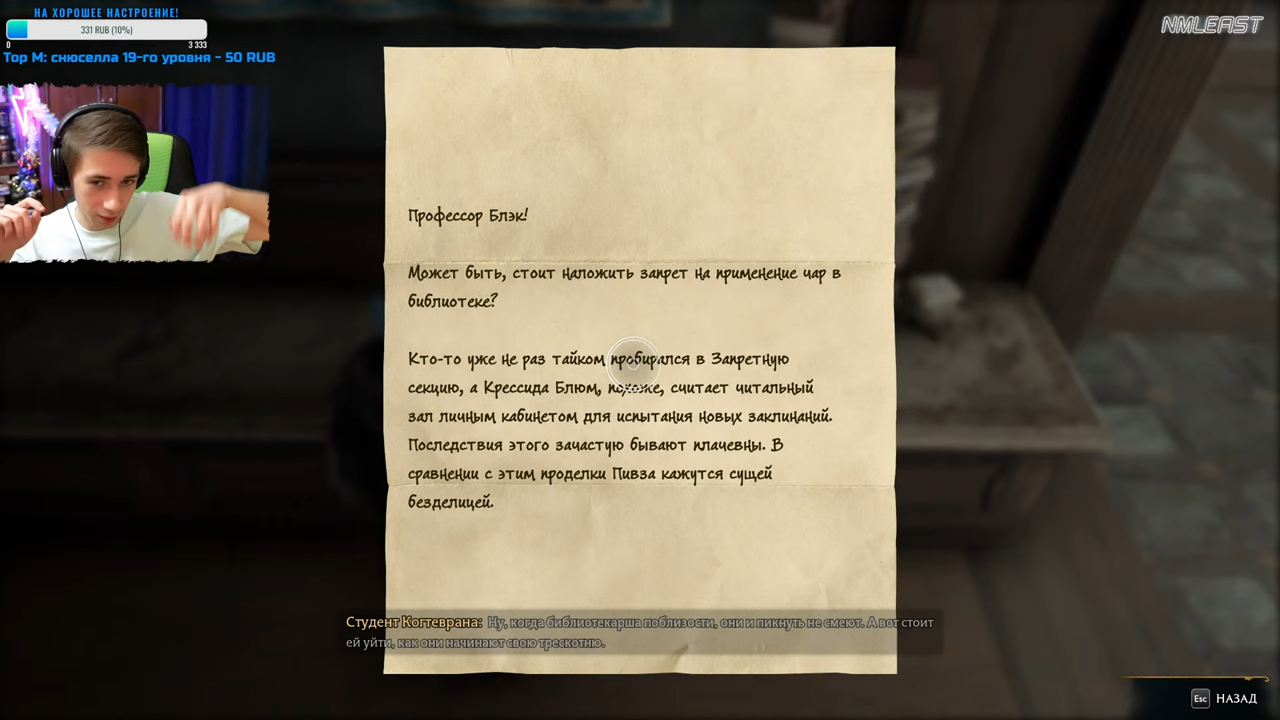 НА ХОРОШЕЕ НАСТРОЕНИЕ!
331 RUB (10%)
0 3 333
Top M: снюселла 19-го уровня - 50 RUB
NMLEAST
Профессор Блэк!
Может быть, стоит наложить запрет на применение чар в
библиотеке?
Кто-то уже не раз тайком пробирался в Запретную
секцию, а Крессида Блюм, похоже, считает читальный
зал личным кабинетом для испытания новых заклинаний.
Последствия этого зачастую бывают плачевны. В
сравнении с этим проделки Пивза кажутся сущей
безделицей.
Студент Когтеврана: Ну, когда библиотекарша поблизости, они и пикнуть не смеют. А вот стоит
ей уйти, как они начинают свою трескотню.
Esc НАЗАД